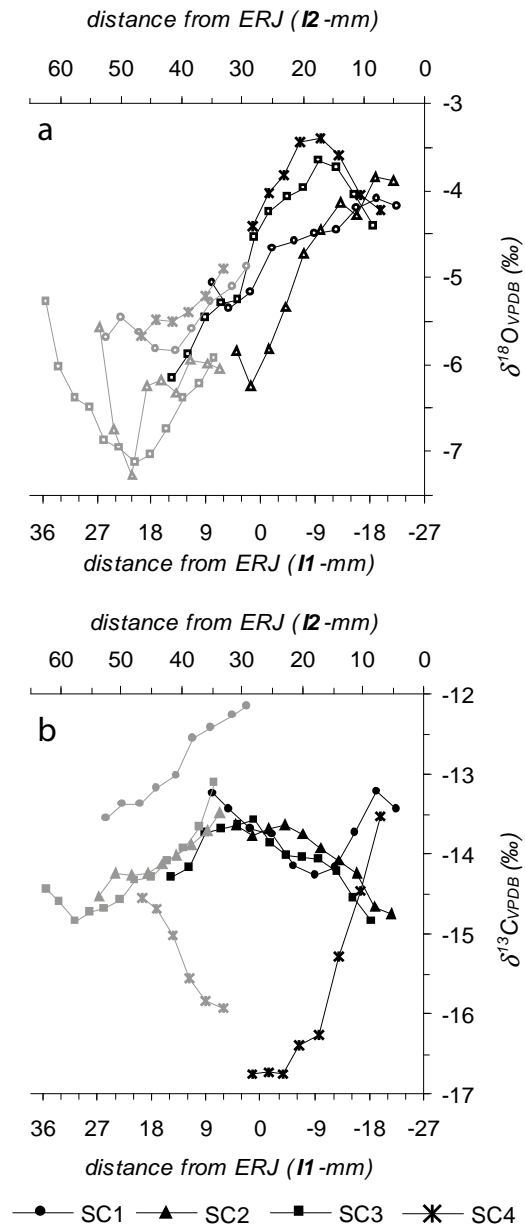 distance from ERJ (I2 -mm)
60 50 40 30 20 10 0
a
-3
-4
-5
-6
-7
δ18OVPDB (‰)
36 27 18 9 0 -9 -18 -27
distance from ERJ (I1-mm)
distance from ERJ (I2-mm)
60 50 40 30 20 10 0
b
-12
-13
-14
-15
-16
-17
δ13CVPDB (‰)
36 27 18 9 0 -9 -18 -27
distance from ERJ (I1-mm)
SC1 SC2 SC3 SC4